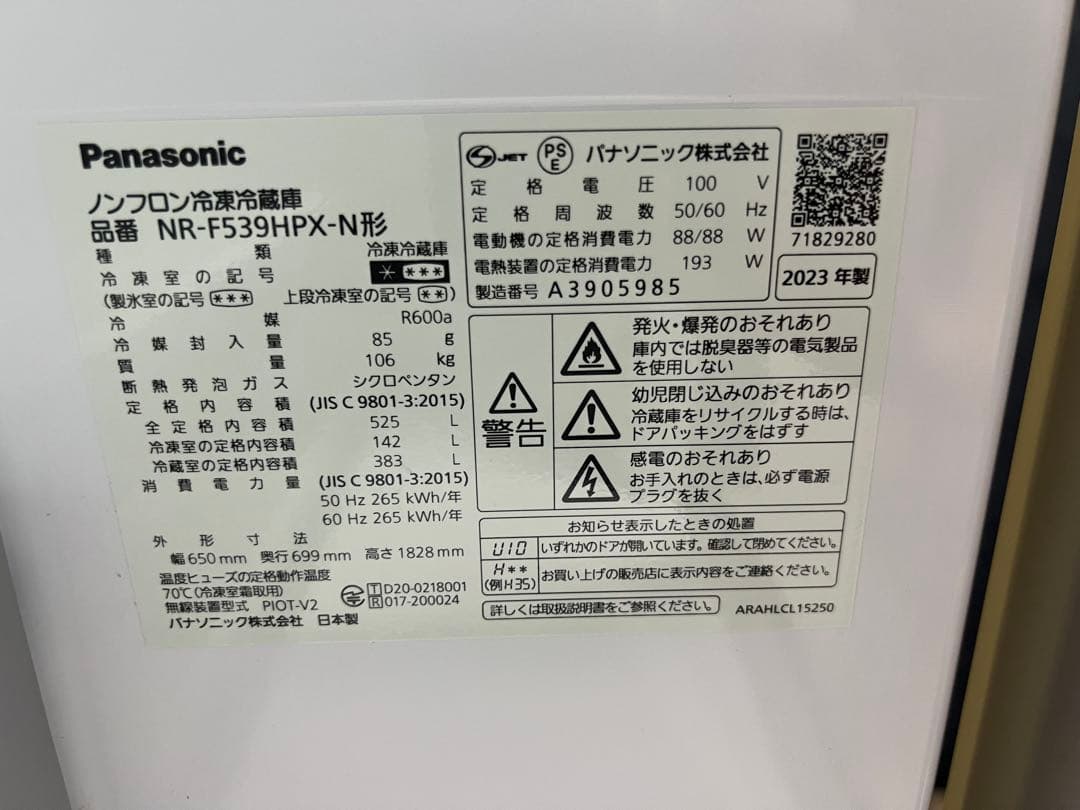 Panasonic
ノンフロン冷凍冷蔵庫
品番 NR-F539HPX-N形
種類 冷凍冷蔵庫
冷凍室の記号 * ***
(製氷室の記号 *** 上段冷凍室の記号 **)
冷媒 R600a
冷媒封入量 85 g
質量 106 kg
断熱発泡ガス シクロペンタン
定格内容積 (JIS C 9801-3:2015)
全定格内容積 525 L
冷凍室の定格内容積 142 L
冷蔵室の定格内容積 383 L
消費電力量 (JIS C 9801-3:2015)
50 Hz 265 kWh/年
60 Hz 265 kWh/年
外形寸法
幅 650 mm 奥行 699 mm 高さ 1828 mm
温度ヒューズの定格動作温度
70℃(冷凍室霜取用)
無線装置型式 PIOT-V2
パナソニック株式会社 日本製
T D20-0218001
R 017-200024
JET PSE パナソニック株式会社
定格電圧 100 V
定格周波数 50/60 Hz
電動機の定格消費電力 88/88 W
電熱装置の定格消費電力 193 W
製造番号 A3905985
71829280
2023 年製
警告
発火・爆発のおそれあり
庫内では脱臭器等の電気製品
を使用しない
幼児閉じ込みのおそれあり
冷蔵庫をリサイクルする時は、
ドアパッキングをはずす
感電のおそれあり
お手入れのときは、必ず電源
プラグを抜く
お知らせ表示したときの処置
U10 いずれかのドアが開いています。確認して閉めてください。
H** (例H35) お買い上げの販売店に表示内容をご連絡ください。
詳しくは取扱説明書をご参照ください。
ARAHLCL15250